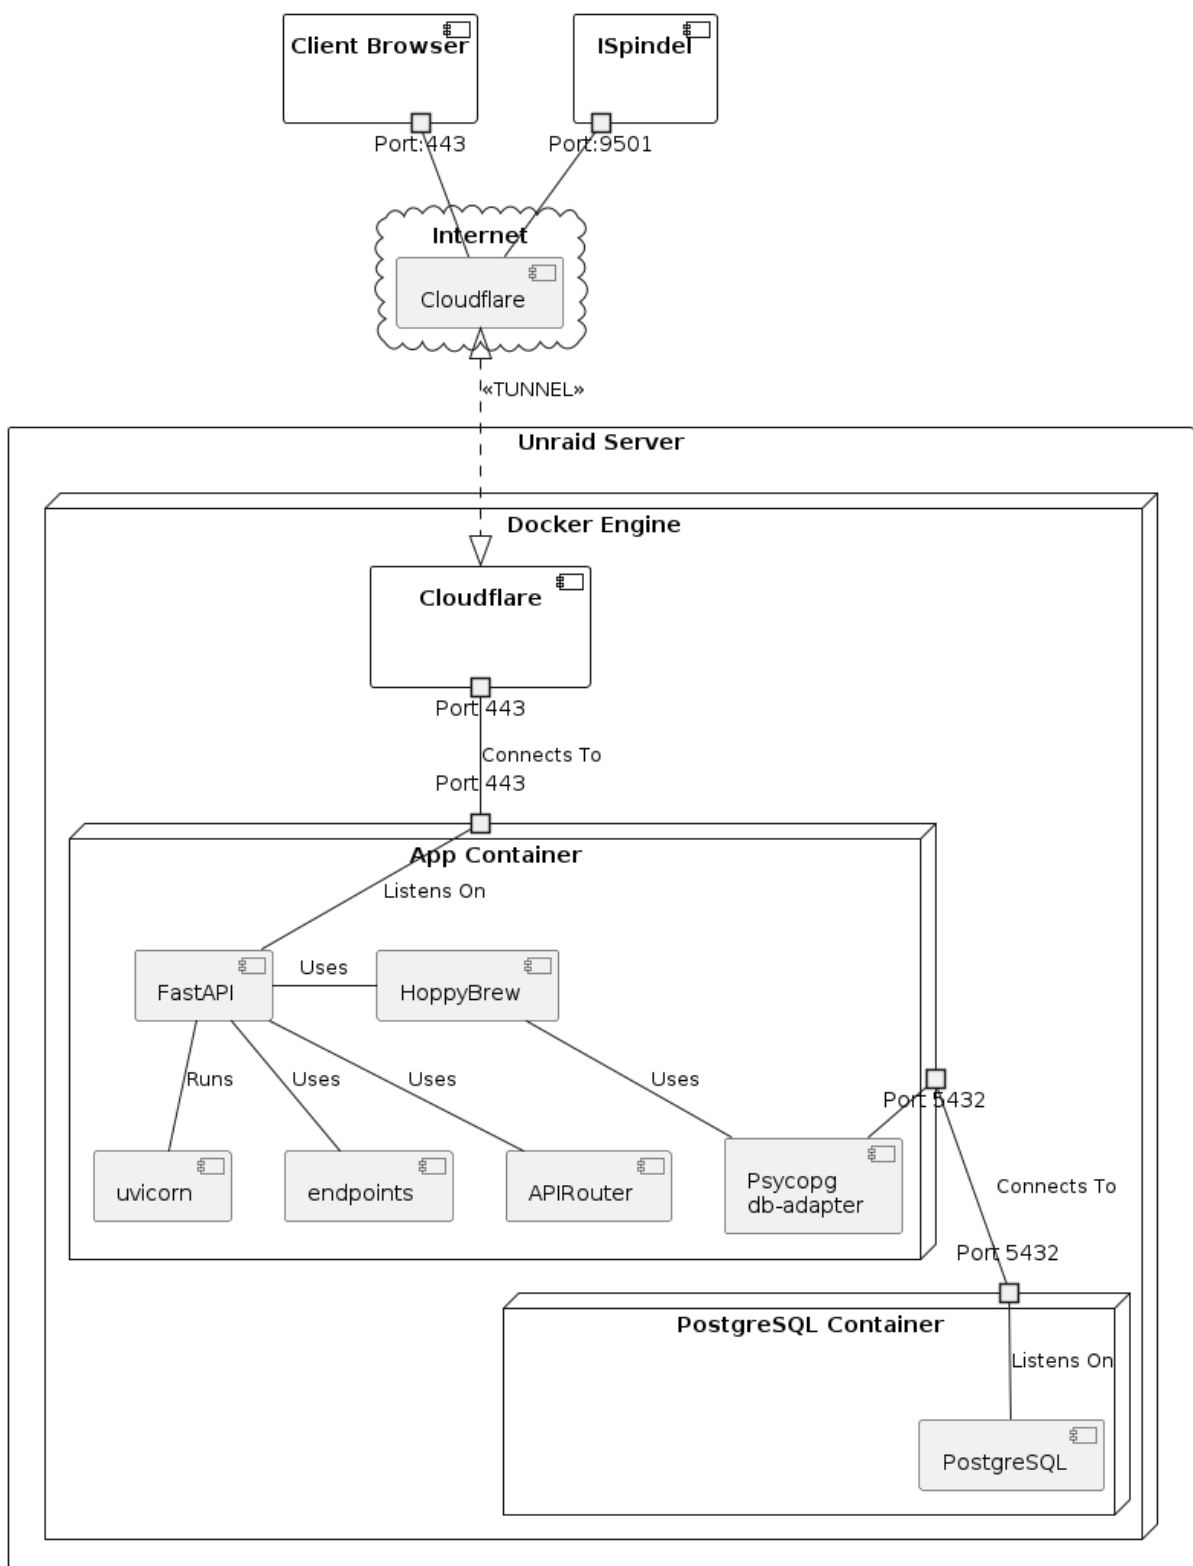 Client Browser
ISpindel
Port:443
Port:9501
Internet
Cloudflare
«TUNNEL»
Unraid Server
Docker Engine
Cloudflare
Port 443
Connects To
Port 443
App Container
Listens On
FastAPI
Uses
HoppyBrew
Runs
Uses
Uses
Uses
Port 5432
uvicorn
endpoints
APIRouter
Psycopg
db-adapter
Connects To
Port 5432
PostgreSQL Container
Listens On
PostgreSQL